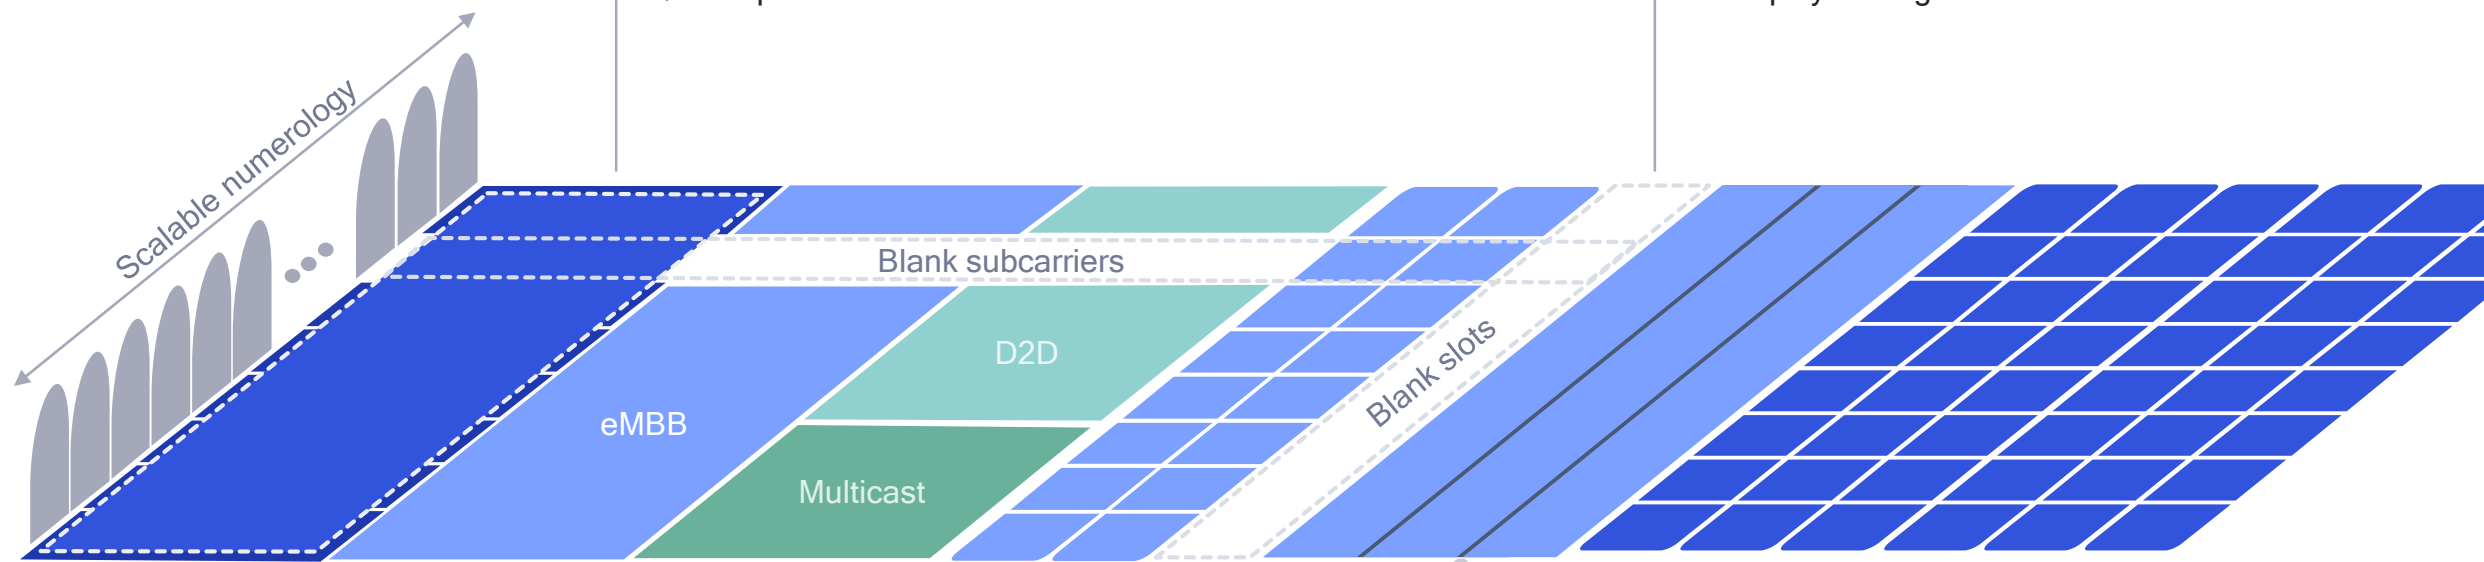 Scalable numerology
Blank subcarriers
D2D
Blank slots
eMBB
Multicast